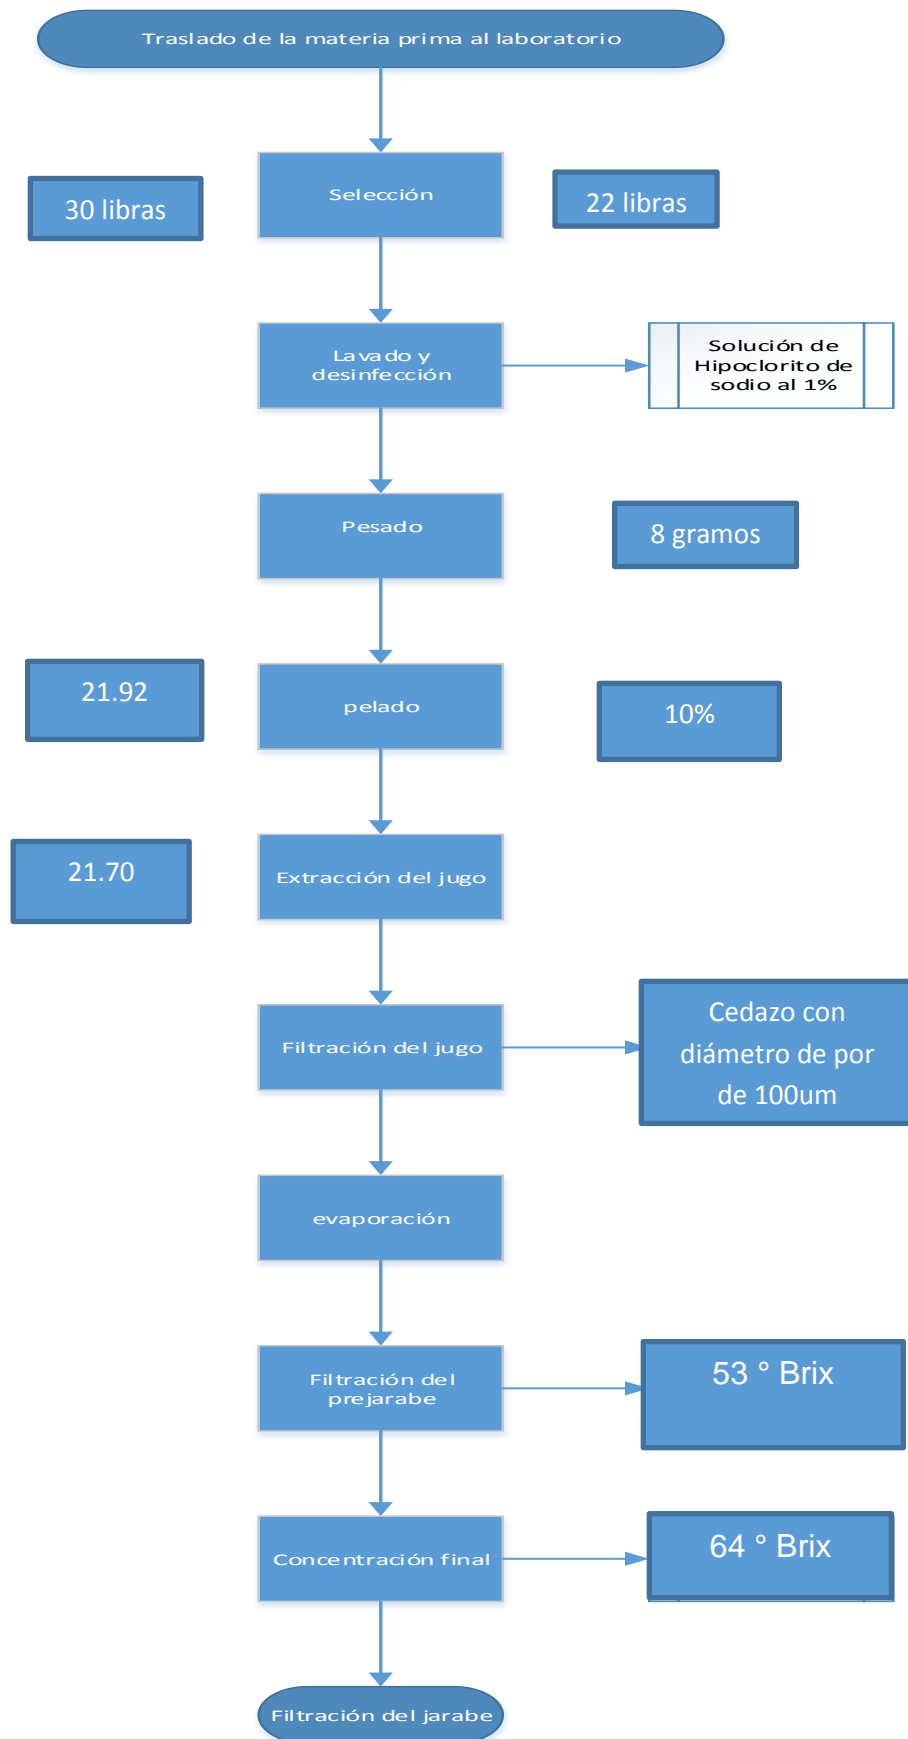 Traslado de la materia prima al laboratorio
30 libras
Selección
22 libras
Lavado y
desinfección
Solución de
Hipoclorito de
sodio al 1%
Pesado
8 gramos
21.92
pelado
10%
21.70
Extracción del jugo
Filtración del jugo
Cedazo con
diámetro de por
de 100um
evaporación
Filtración del
prejarabe
53 ° Brix
Concentración final
64 ° Brix
Filtración del jarabe